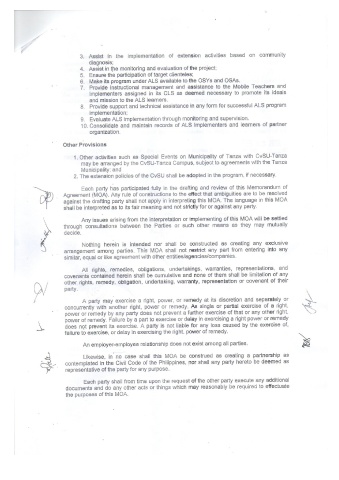 3. Assist in the implementation of extension activities based on community
diagnosis;
4. Assist in the monitoring and evaluation of the project;
5. Ensure the participation of target clienteles;
6. Make its program under ALS available to the OSYs and OSAs.
7. Provide instructional management and assistance to the Mobile Teachers and
Implementers assigned in its CLS as deemed necessary to promote its ideals
and mission to the ALS learners.
8. Provide support and technical assistance in any form for successful ALS program
implementation;
9. Evaluate ALS implementation through monitoring and supervision.
10. Consolidate and maintain records of ALS implementers and learners of partner
organization.
Other Provisions
1. Other activities such as Special Events on Municipality of Tanza with CvSU-Tanza
may be arranged by the CvSU-Tanza Campus, subject to agreements with the Tanza
Municipality; and
2. The extension policies of the CvSU shall be adopted in the program, if necessary.
Each party has participated fully in the drafting and review of this Memorandum of
Agreement (MOA). Any rule of constructions to the effect that ambiguities are to be resolved
against the drafting party shall not apply in interpreting this MOA. The language in this MOA
shall be interpreted as to its fair meaning and not strictly for or against any party.
Any issues arising from the interpretation or implementing of this MOA will be settled
through consultations between the Parties or such other means as they may mutually
decide.
Nothing herein is intended nor shall be constructed as creating any exclusive
arrangement among parties. This MOA shall not restrict any part from entering into any
similar, equal or like agreement with other entities/agencies/companies.
All rights, remedies, obligations, undertakings, warranties, representations, and
covenants contained herein shall be cumulative and none of them shall be limitation of any
other rights, remedy, obligation, undertaking, warranty, representation or covenant of their
party.
A party may exercise a right, power, or remedy at its discretion and separately or
concurrently with another right, power, or remedy. As single or partial exercise of a right,
power or remedy by any party does not prevent a further exercise of that or any other right,
power or remedy. Failure by a part to exercise or delay in exercising a right power or remedy
does not prevent its exercise. A party is not liable for any loss caused by the exercise of,
failure to exercise, or delay in exercising the right, power of remedy.
An employer-employee relationship does not exist among all parties.
Likewise, in no case shall this MOA be construed as creating a partnership as
contemplated in the Civil Code of the Philippines, nor shall any party hereto be deemed as
representative of the party for any purpose.
Each party shall from time upon the request of the other party execute any additional
documents and do any other acts or things which may reasonably be required to effectuate
the purposes of this MOA.